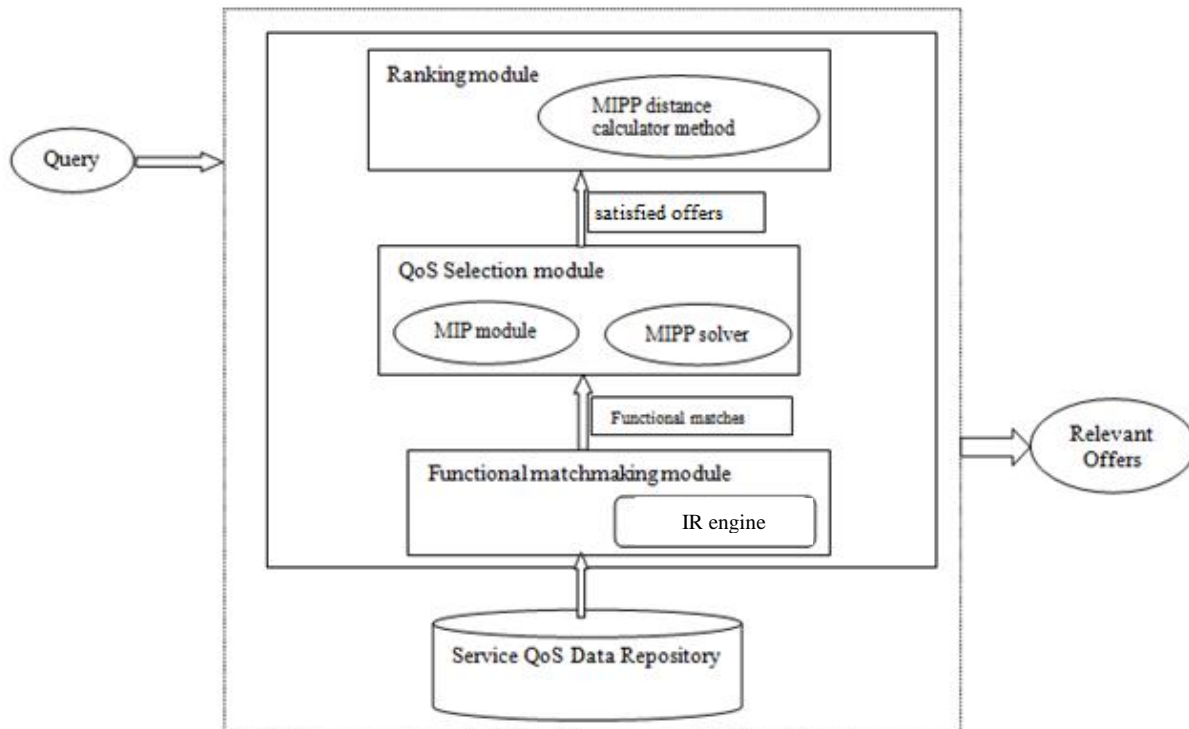 Ranking module
MIPP distance
calculator method
Query
satisfied offers
QoS Selection module
MIP module
MIPP solver
Functional matches
Relevant
Offers
Functional matchmaking module
IR engine
Service QoS Data Repository